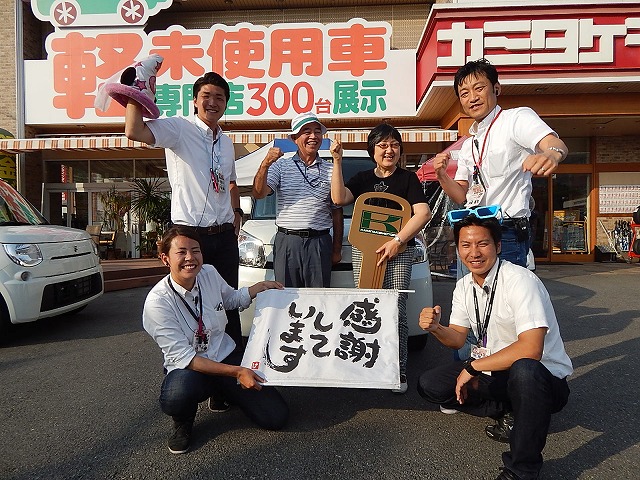 軽未使用車
専門店300台展示
カミタケ
感謝
して
います